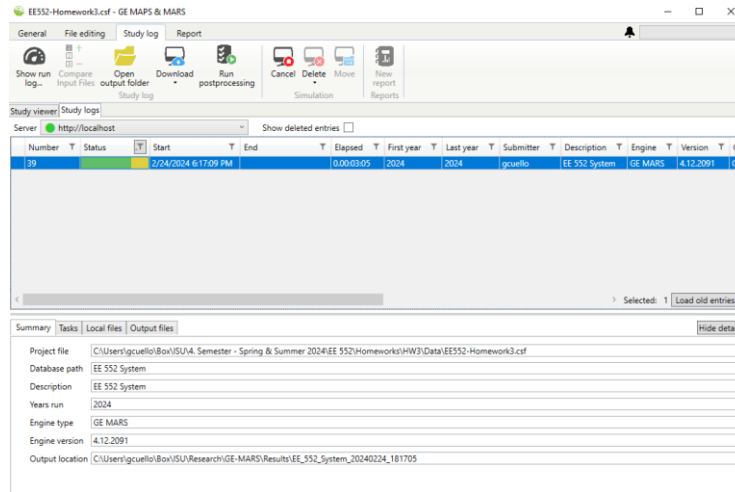 EE552-Homework3.csf - GE MAPS & MARS
General File editing Study log Report
Show run log... Compare Input Files Open output folder Download Run postprocessing Cancel Delete Move New report
Study log Simulation Reports
Study viewer Study logs
Server http://localhost Show deleted entries
Number Status Start End Elapsed First year Last year Submitter Description Engine Version
39 2/24/2024 6:17:09 PM 0.00:03:05 2024 2024 gcuello EE 552 System GE MARS 4.12.2091
Selected: 1 Load old entries
Summary Tasks Local files Output files Hide deta
Project file C:\Users\gcuello\Box\ISU\4. Semester - Spring & Summer 2024\EE 552\Homeworks\HW3\Data\EE552-Homework3.csf
Database path EE 552 System
Description EE 552 System
Years run 2024
Engine type GE MARS
Engine version 4.12.2091
Output location C:\Users\gcuello\Box\ISU\Research\GE-MARS\Results\EE_552_System_20240224_181705